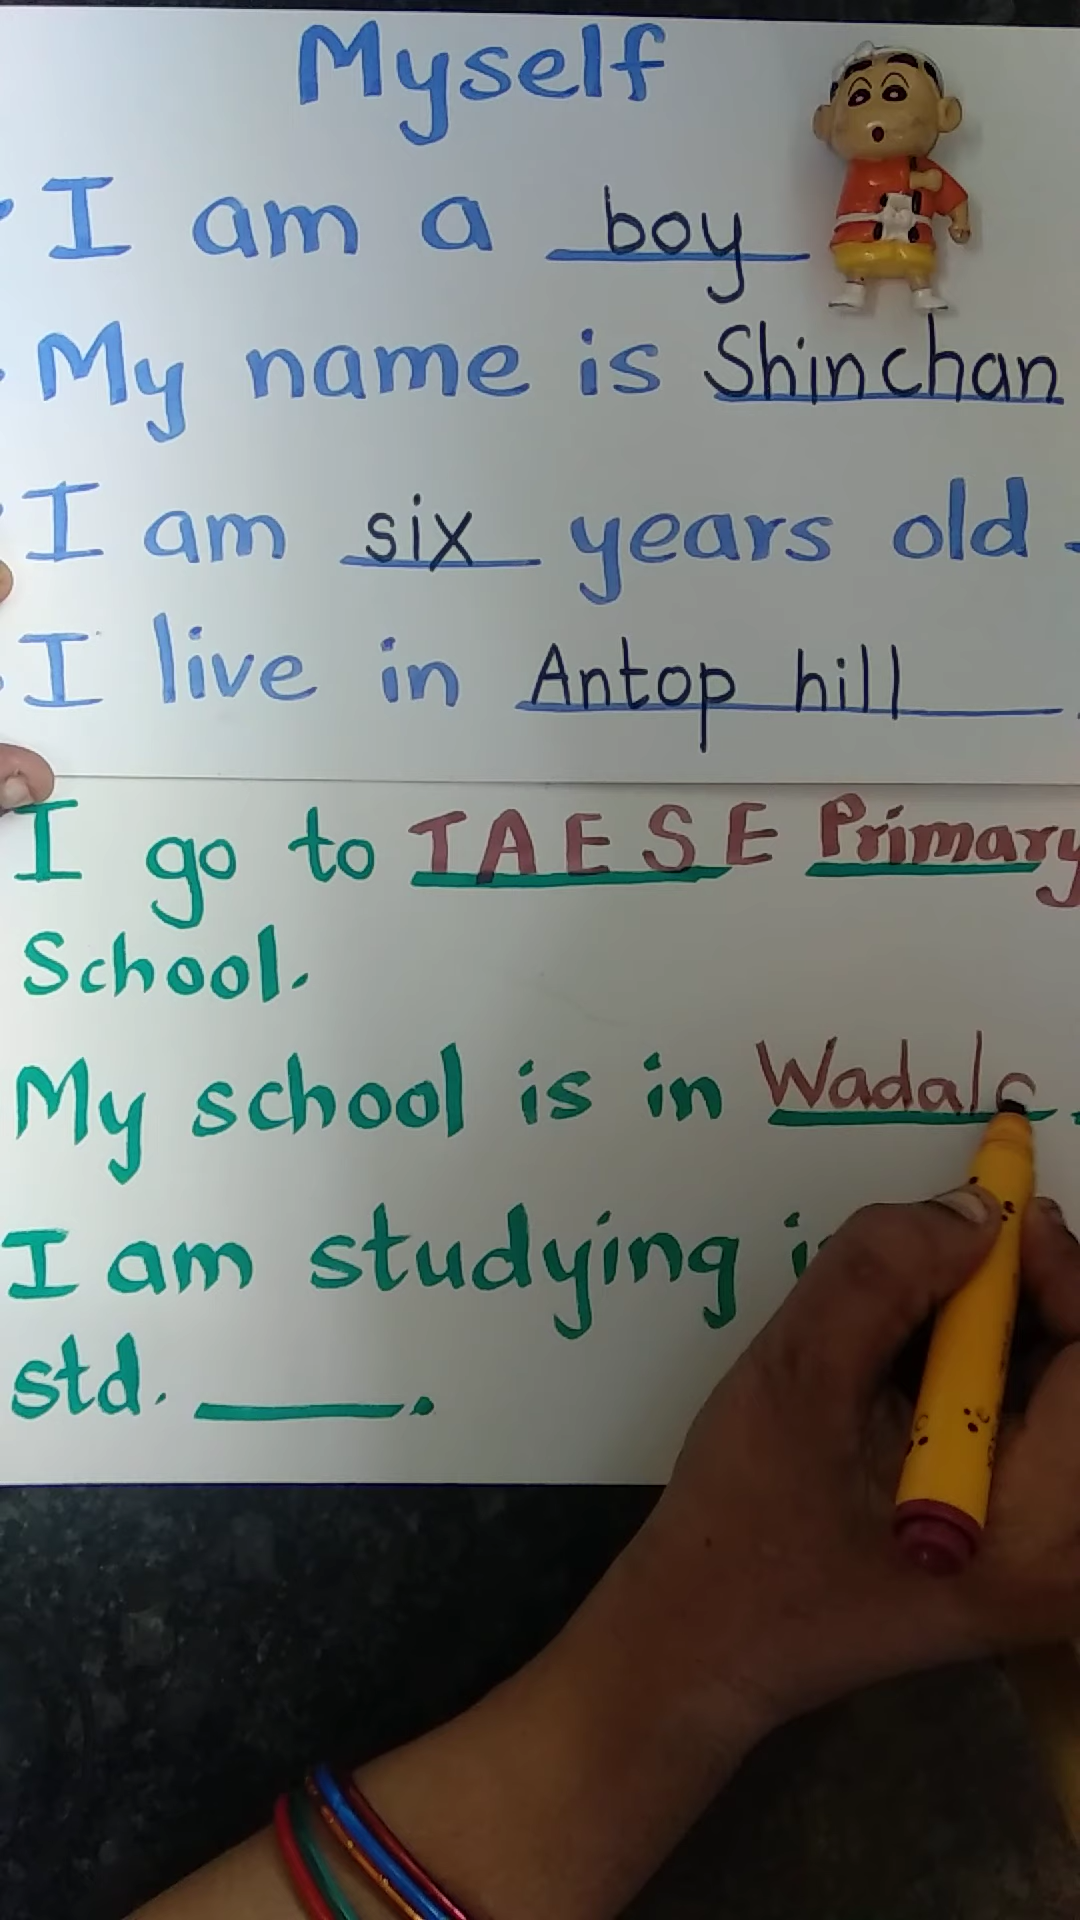 Myself
I am a boy
My name is Shinchan
I am six years old
I live in Antop hill.
I go to IAESE Primary
School.
My school is in Wadala.
I am studying
std. ____.